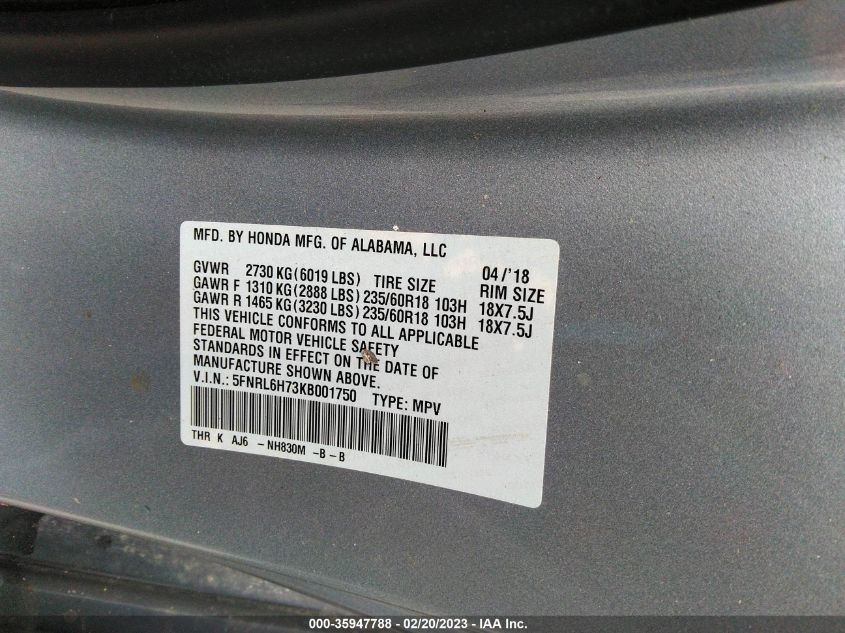 MFD. BY HONDA MFG. OF ALABAMA, LLC
04/'18
GVWR 2730 KG(6019 LBS) TIRE SIZE RIM SIZE
GAWR F 1310 KG(2888 LBS) 235/60R18 103H 18X7.5J
GAWR R 1465 KG(3230 LBS) 235/60R18 103H 18X7.5J
THIS VEHICLE CONFORMS TO ALL APPLICABLE
FEDERAL MOTOR VEHICLE SAFETY
STANDARDS IN EFFECT ON THE DATE OF
MANUFACTURE SHOWN ABOVE.
V.I.N.: 5FNRL6H73KB001750 TYPE: MPV
THR K AJ6 - NH830M -B - B
000-35947788 - 02/20/2023 - IAA Inc.